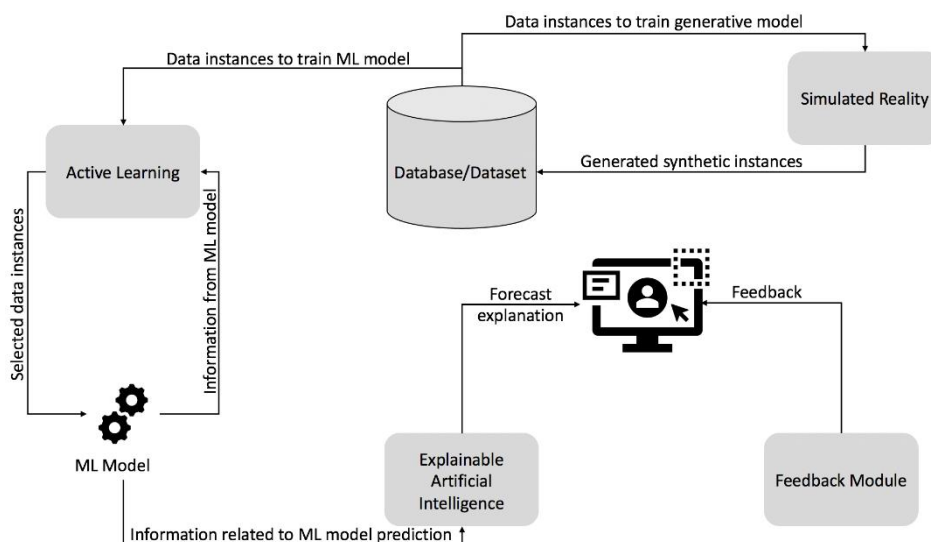 Data instances to train generative model
Data instances to train ML model
Simulated Reality
Active Learning
Database/Dataset
Generated synthetic instances
Selected data instances
Information from ML model
Forecast
explanation
Feedback
ML Model
Explainable
Artificial
Intelligence
Feedback Module
Information related to ML model prediction